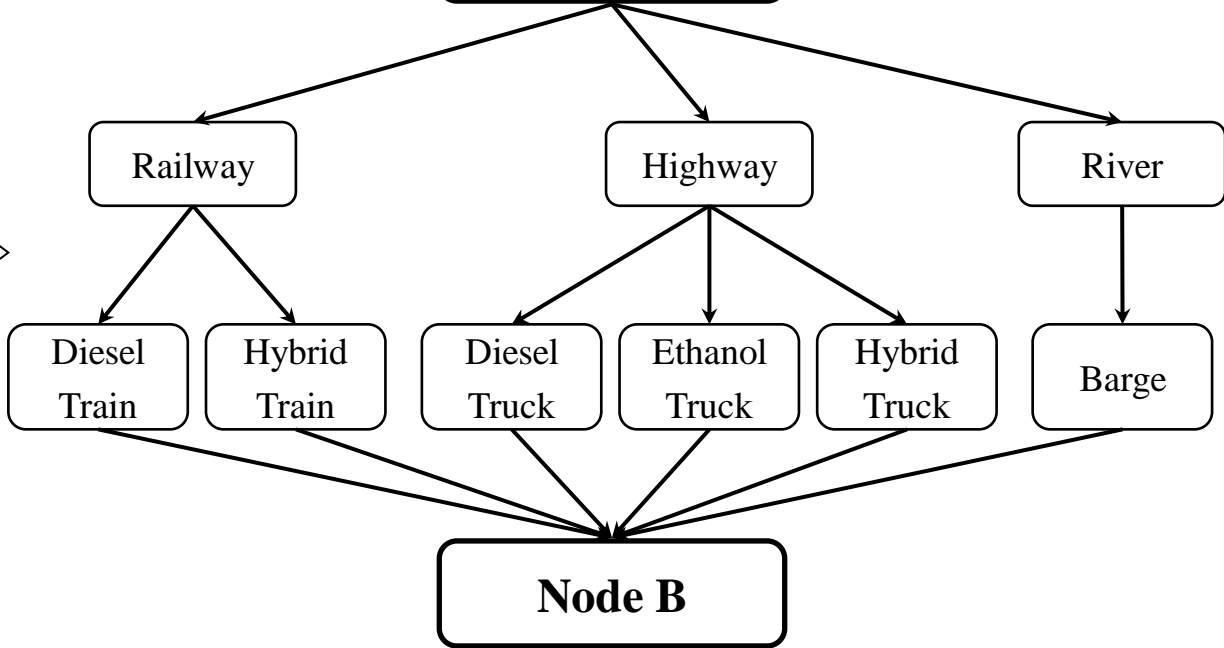 Railway
Highway
River
Diesel
Train
Hybrid
Train
Diesel
Truck
Ethanol
Truck
Hybrid
Truck
Barge
Node B